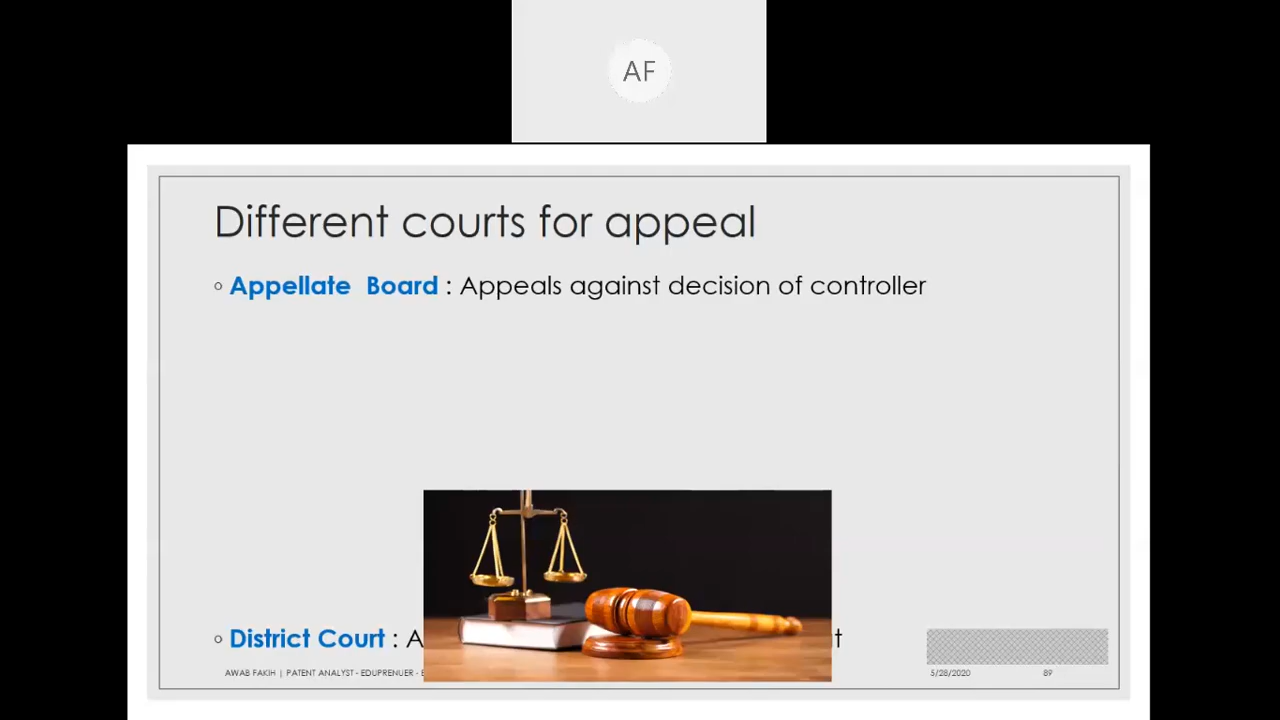 AF
Different courts for appeal
◦ Appellate Board : Appeals against decision of controller
◦ District Court :
AWAB FAKIH | PATENT ANALYST - EDUPRENUER -
5/28/2020
89